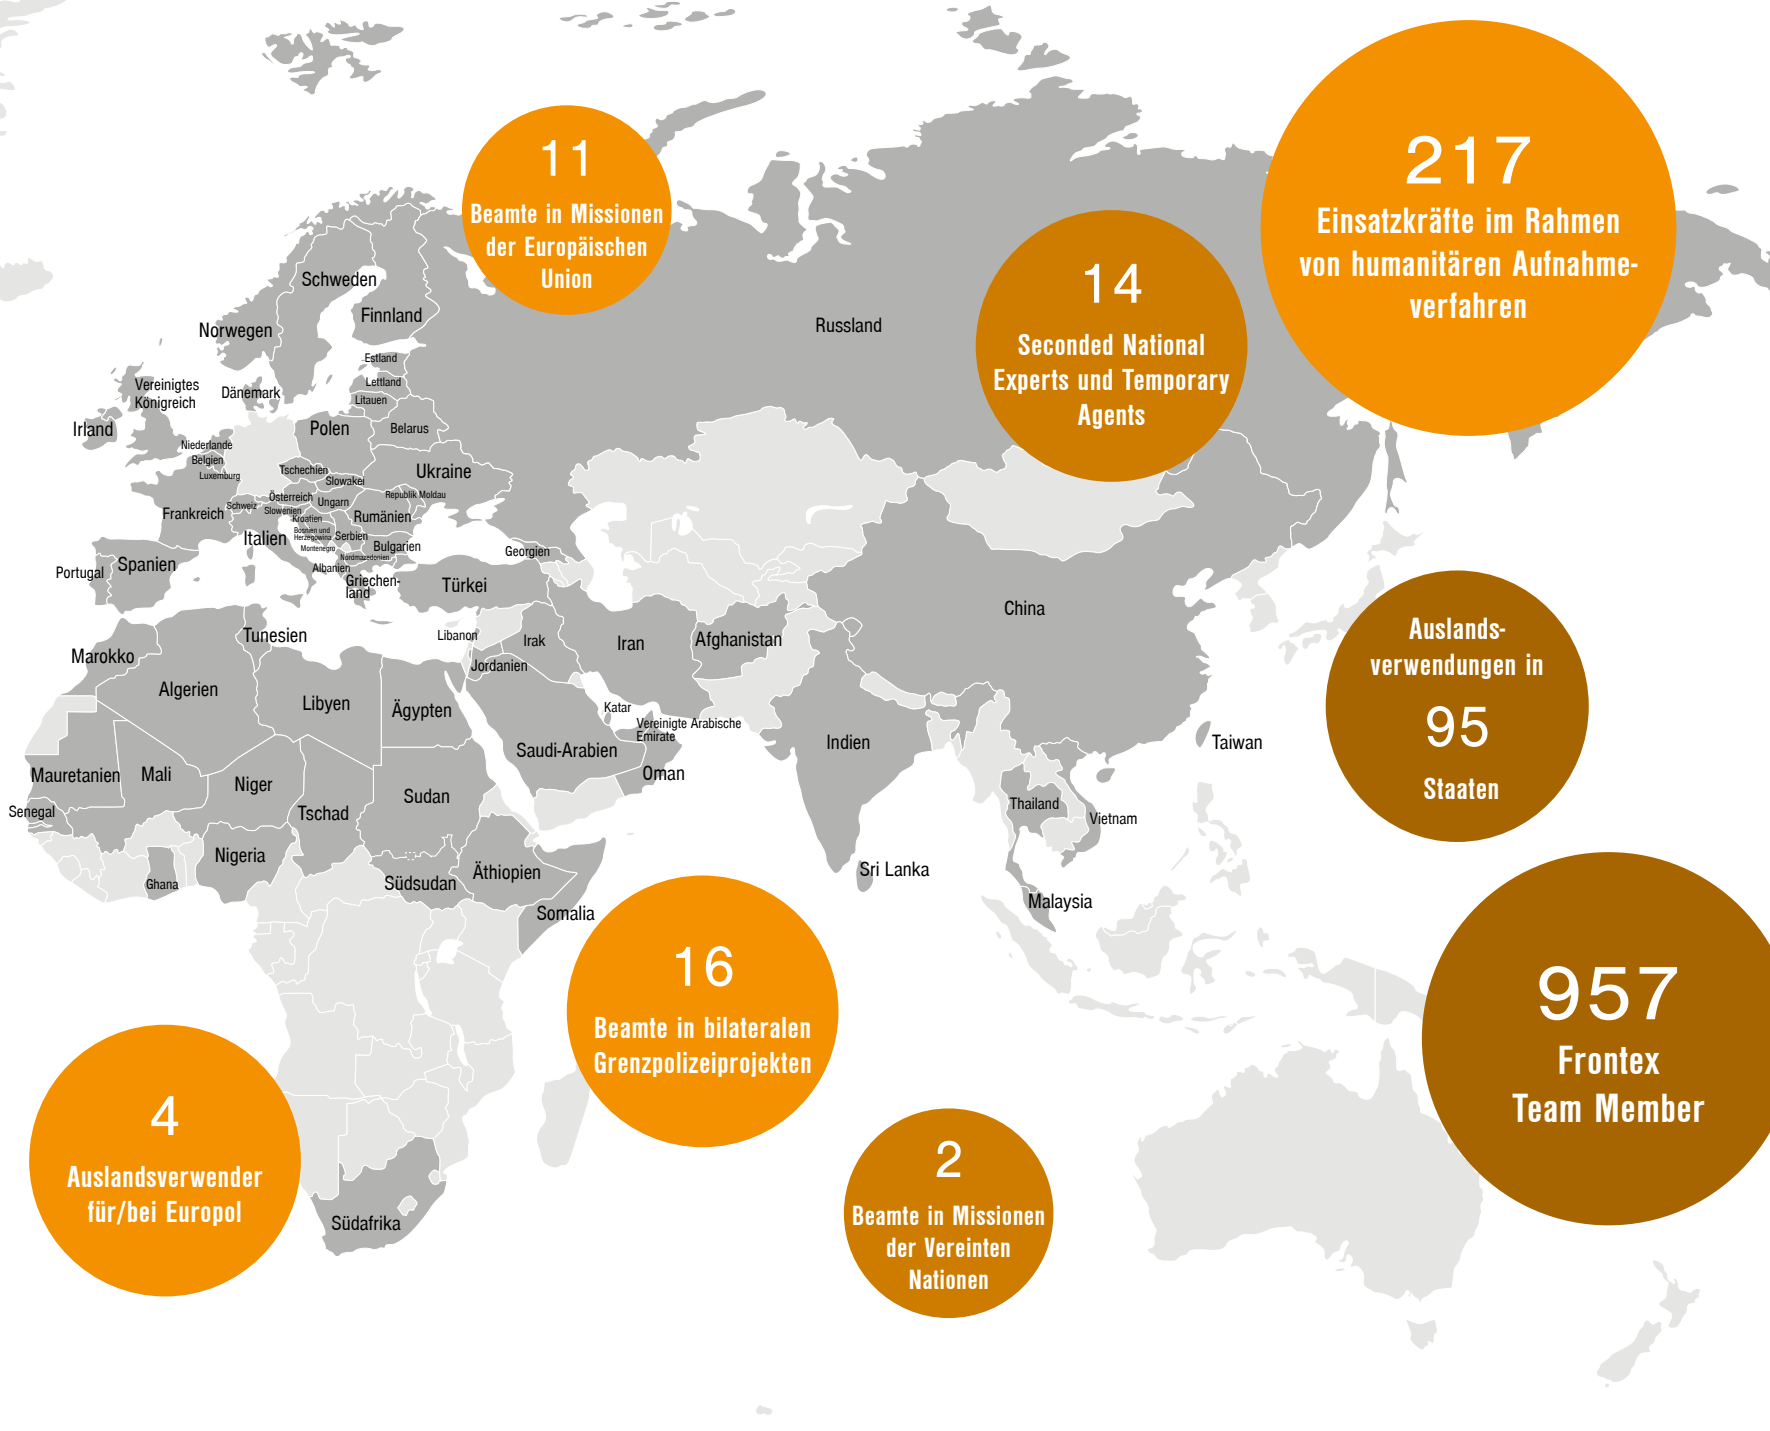 11
Beamte in Missionen
der Europäischen
Union
217
Einsatzkräfte im Rahmen
von humanitären Aufnahme-
verfahren
14
Seconded National
Experts und Temporary
Agents
Schweden
Finnland
Norwegen
Russland
Estland
Lettland
Litauen
Vereinigtes
Königreich
Dänemark
Irland
Polen
Belarus
Niederlande
Belgien
Luxemburg
Tschechien
Slowakei
Ukraine
Österreich
Ungarn
Republik Moldau
Frankreich
Schweiz
Slowenien
Kroatien
Rumänien
Italien
Bosnien und
Herzegowina
Serbien
Montenegro
Bulgarien
Nordmazedonien
Albanien
Griechen-
land
Georgien
Portugal
Spanien
Türkei
China
Tunesien
Libanon
Irak
Iran
Afghanistan
Marokko
Jordanien
Algerien
Libyen
Ägypten
Katar
Vereinigte Arabische
Emirate
Saudi-Arabien
Oman
Indien
Taiwan
Auslands-
verwendungen in
95
Staaten
Mauretanien
Mali
Niger
Sudan
Tschad
Senegal
Thailand
Vietnam
Nigeria
Ghana
Südsudan
Äthiopien
Somalia
Sri Lanka
Malaysia
16
Beamte in bilateralen
Grenzpolizeiprojekten
957
Frontex
Team Member
4
Auslandsverwender
für/bei Europol
2
Beamte in Missionen
der Vereinten
Nationen
Südafrika